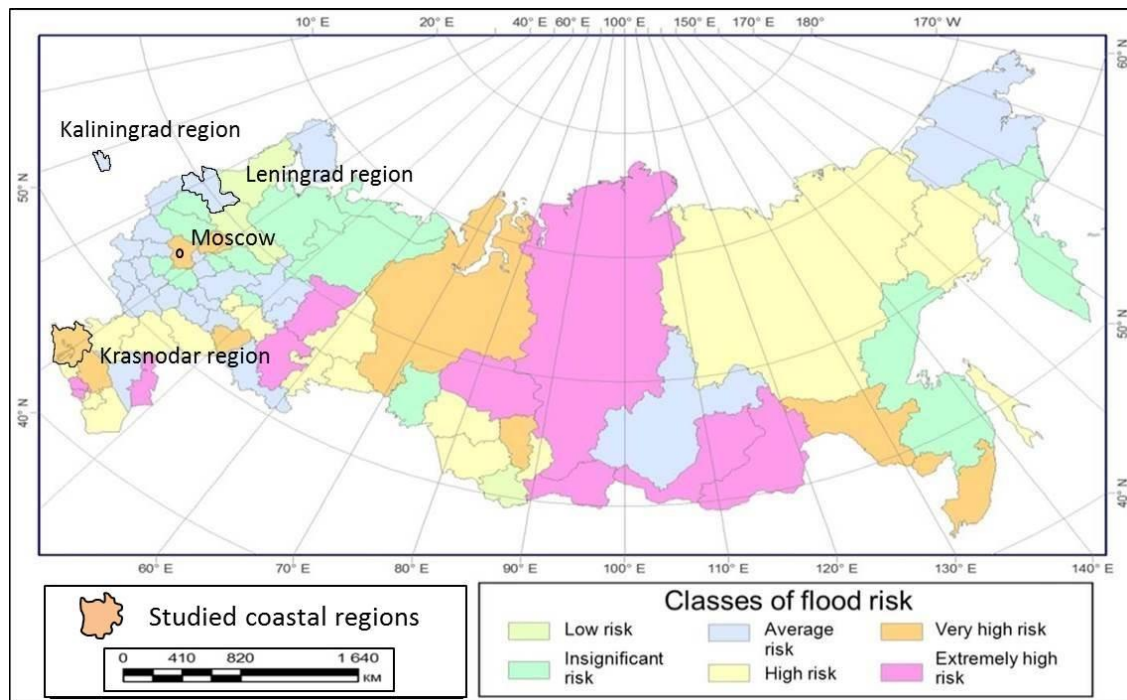 10° E 20° E 40° E 60° E 100° E 150° E 170° E 180° 170° W
60° N
Kaliningrad region
Leningrad region
50° N
Moscow
Krasnodar region
50° N
40° N
40° N
60° E 70° E 80° E 90° E 100° E 110° E 120° E 130° E 140° E
Studied coastal regions
0 410 820 1 640
КМ
Classes of flood risk
Low risk
Average risk
Very high risk
Insignificant risk
High risk
Extremely high risk